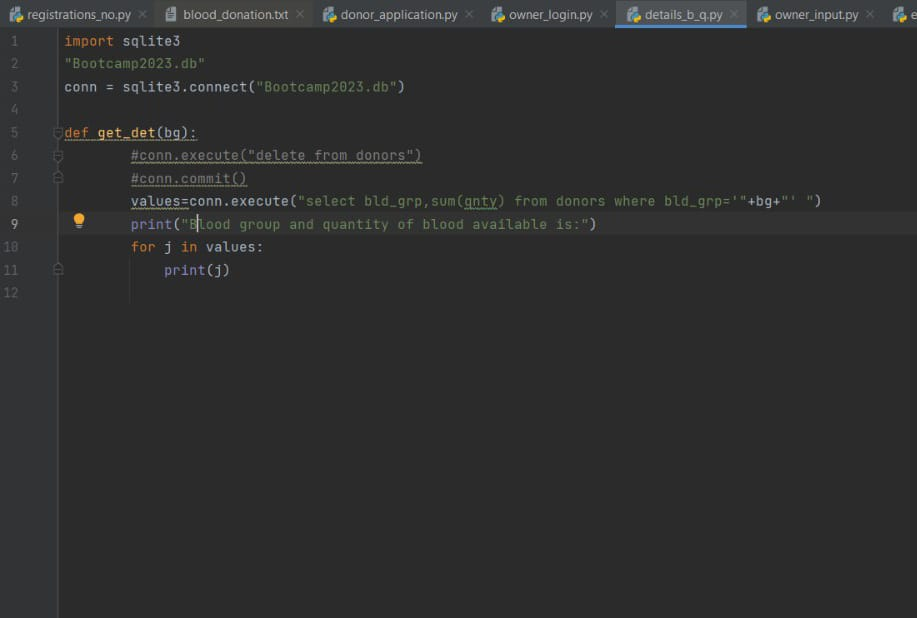 registrations_no.py blood_donation.txt donor_application.py owner_login.py details_b_q.py owner_input.py e
1 import sqlite3
2 "Bootcamp2023.db"
3 conn = sqlite3.connect("Bootcamp2023.db")
4
5 def get_det(bg):
6 #conn.execute("delete from donors")
7 #conn.commit()
8 values=conn.execute("select bld_grp,sum(qnty) from donors where bld_grp='"+bg+"' ")
9 print("Blood group and quantity of blood available is:")
10 for j in values:
11 print(j)
12